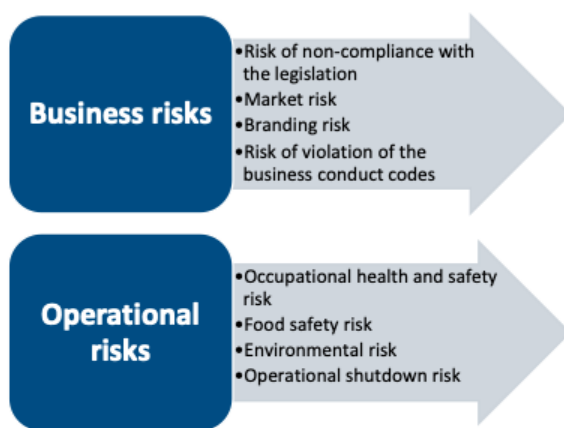 Business risks
•Risk of non-compliance with
the legislation
•Market risk
•Branding risk
•Risk of violation of the
business conduct codes
Operational
risks
•Occupational health and safety
risk
•Food safety risk
•Environmental risk
•Operational shutdown risk